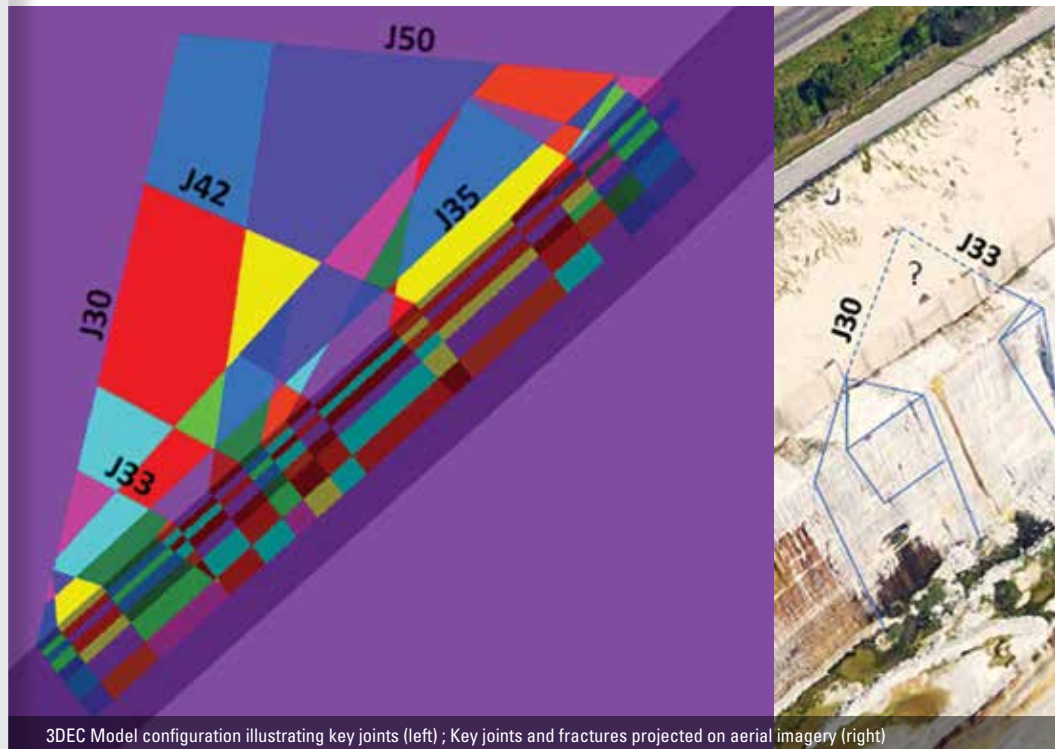 J50
J42
J35
J30
J33
J33
J30
?
3DEC Model configuration illustrating key joints (left) ; Key joints and fractures projected on aerial imagery (right)